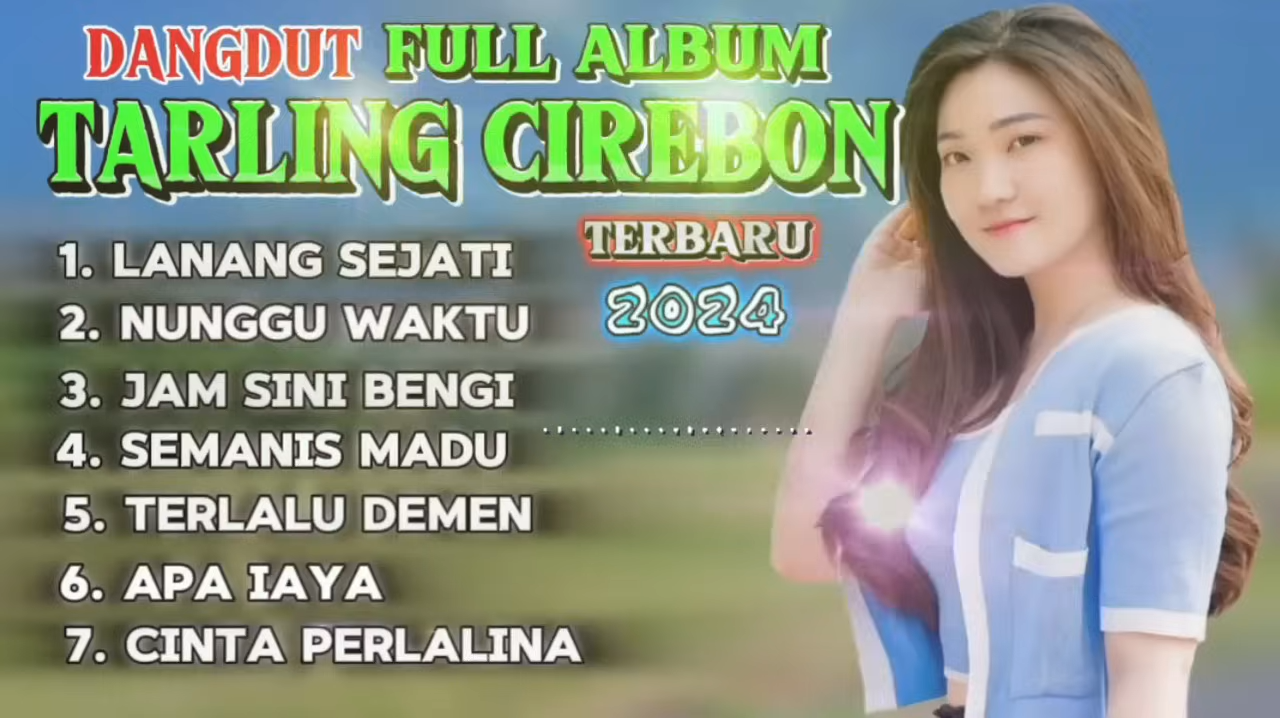 DANGDUT FULL ALBUM
TARLING CIREBON
TERBARU
2024
1. LANANG SEJATI
2. NUNGGU WAKTU
3. JAM SINI BENGI
4. SEMANIS MADU
5. TERLALU DEMEN
6. APA IAYA
7. CINTA PERLALINA